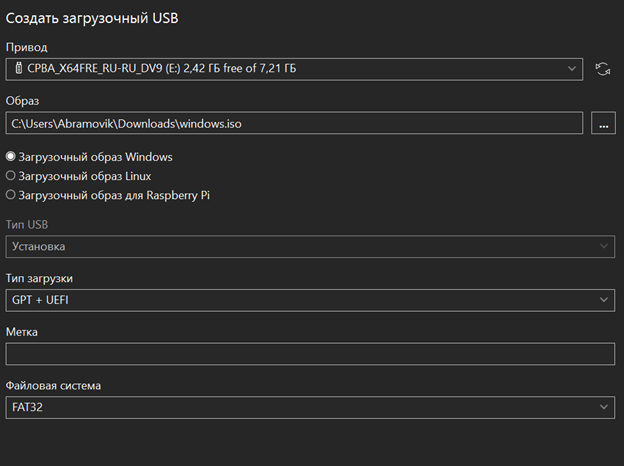 Создать загрузочный USB
Привод
CPBA_X64FRE_RU-RU_DV9 (E:) 2,42 ГБ free of 7,21 ГБ
Образ
C:\Users\Abramovik\Downloads\windows.iso
...
Загрузочный образ Windows
Загрузочный образ Linux
Загрузочный образ для Raspberry Pi
Тип USB
Установка
Тип загрузки
GPT + UEFI
Метка
Файловая система
FAT32